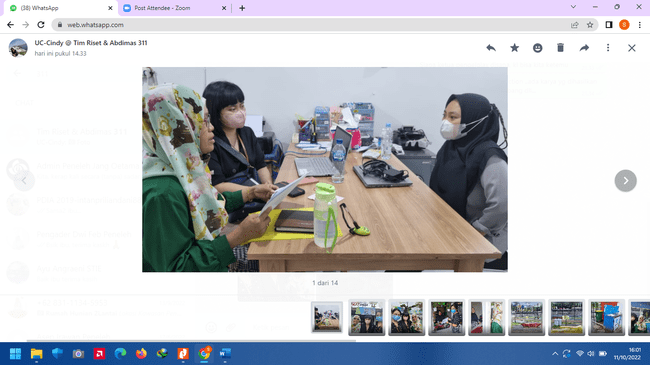 (38) WhatsApp
Post Attendee - Zoom
web.whatsapp.com
S
UC-Cindy @ Tim Riset & Abdimas 311
hari ini pukul 14.33
1 dari 14
16:01
11/10/2022